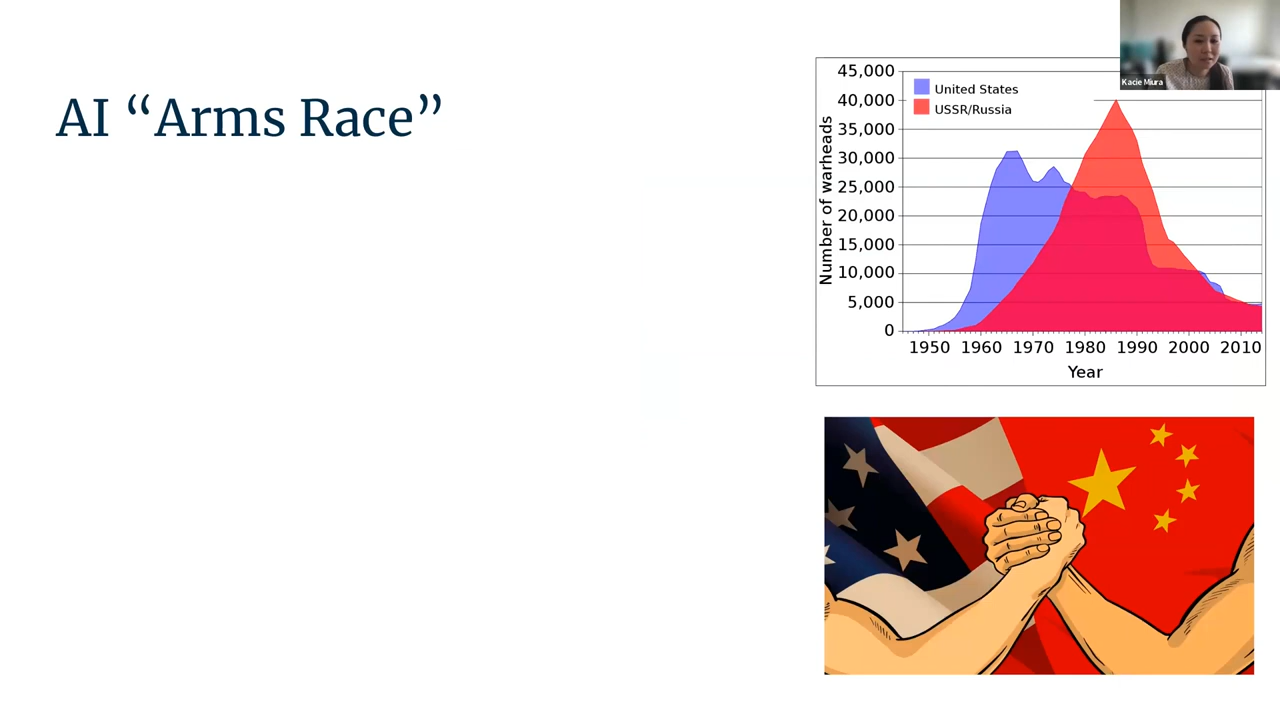 AI “Arms Race”
Kacie Miura
45,000
40,000
35,000
30,000
25,000
20,000
15,000
10,000
5,000
0
Number of warheads
United States
USSR/Russia
1950 1960 1970 1980 1990 2000 2010
Year